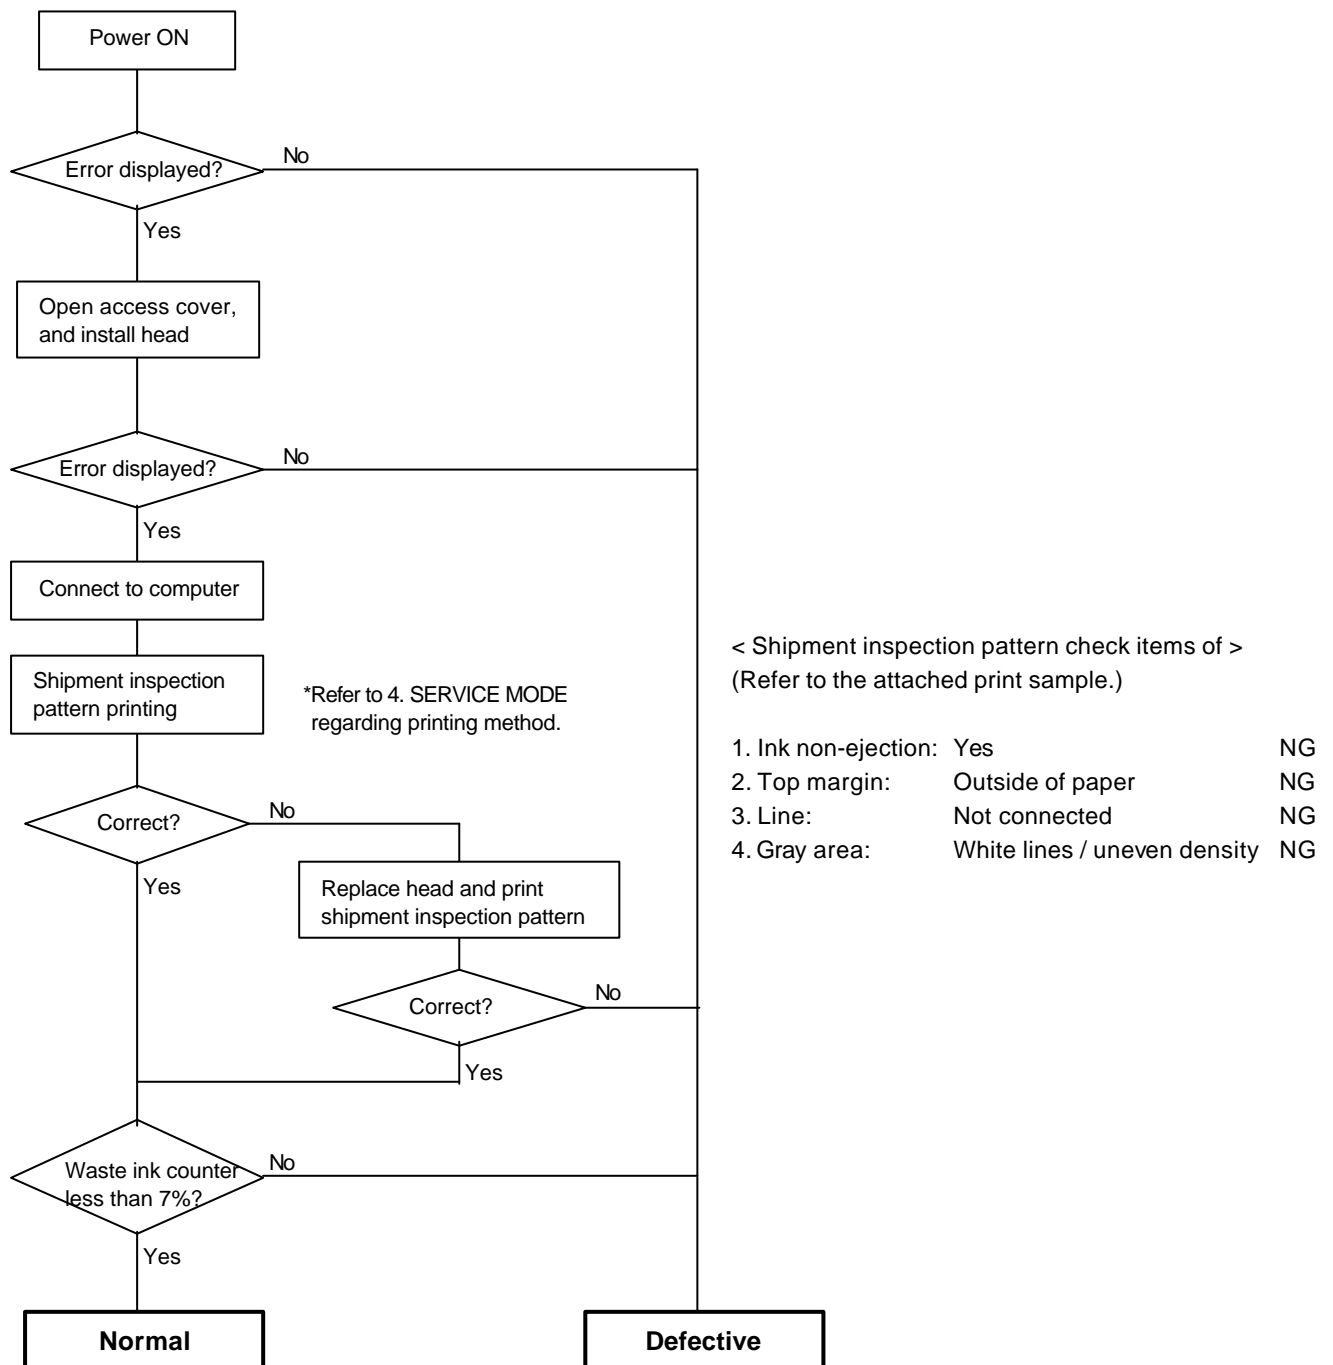 Power ON
Error displayed?
No
Yes
Open access cover,
and install head
Error displayed?
No
Yes
Connect to computer
Shipment inspection
pattern printing
*Refer to 4. SERVICE MODE
regarding printing method.
< Shipment inspection pattern check items of >
(Refer to the attached print sample.)
1. Ink non-ejection: Yes NG
2. Top margin: Outside of paper NG
3. Line: Not connected NG
4. Gray area: White lines / uneven density NG
Correct?
No
Yes
Replace head and print
shipment inspection pattern
Correct?
No
Yes
Waste ink counter
less than 7%?
No
Yes
Normal
Defective